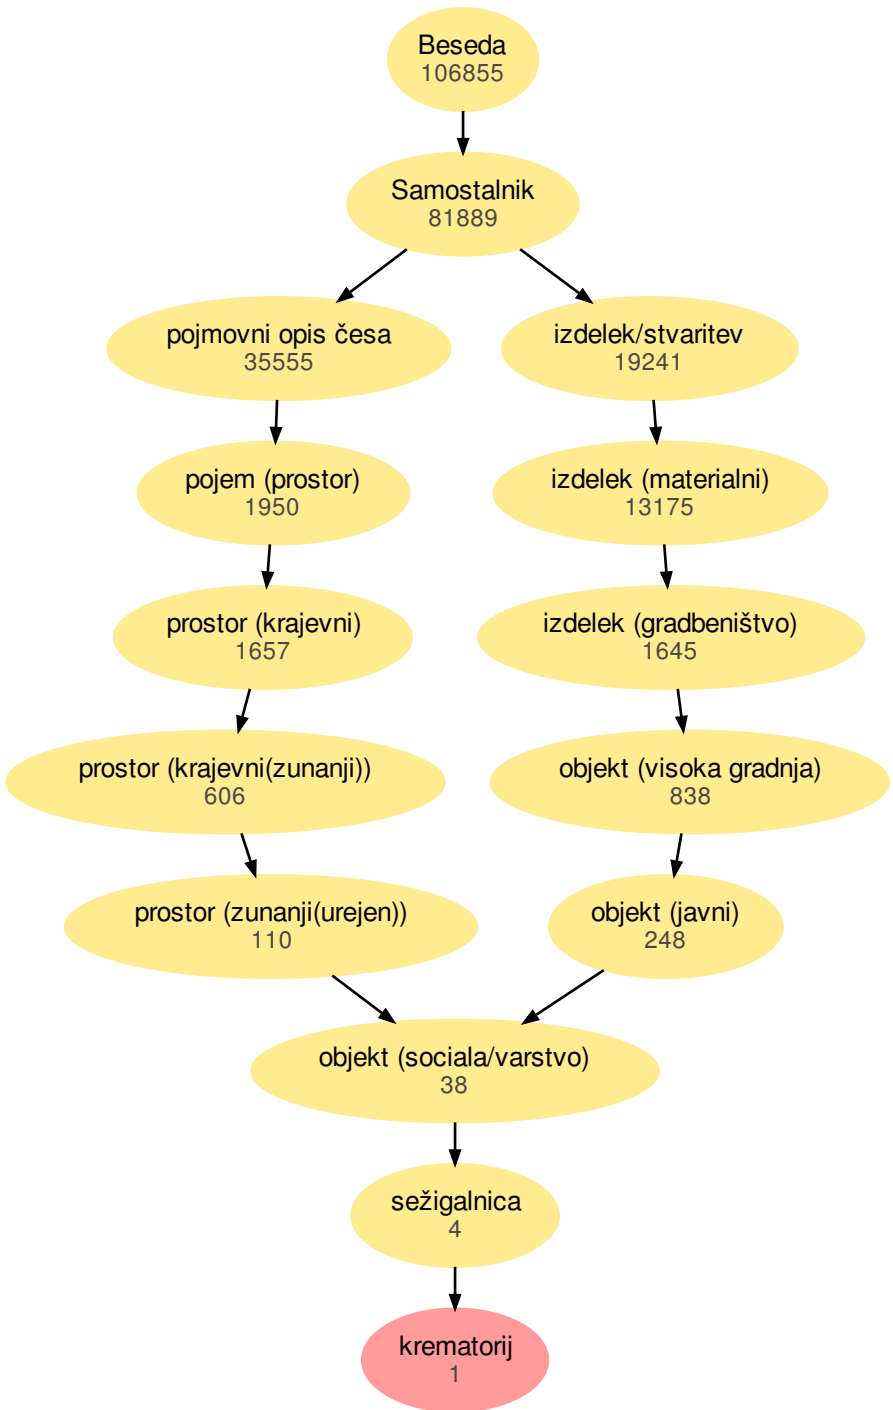 Beseda
106855
Samostalnik
81889
pojmovni opis česa
35555
izdelek/stvaritev
19241
pojem (prostor)
1950
izdelek (materialni)
13175
prostor (krajevni)
1657
izdelek (gradbeništvo)
1645
prostor (krajevni(zunanji))
606
objekt (visoka gradnja)
838
prostor (zunanji(urejen))
110
objekt (javni)
248
objekt (sociala/varstvo)
38
sežigalnica
4
krematorij
1